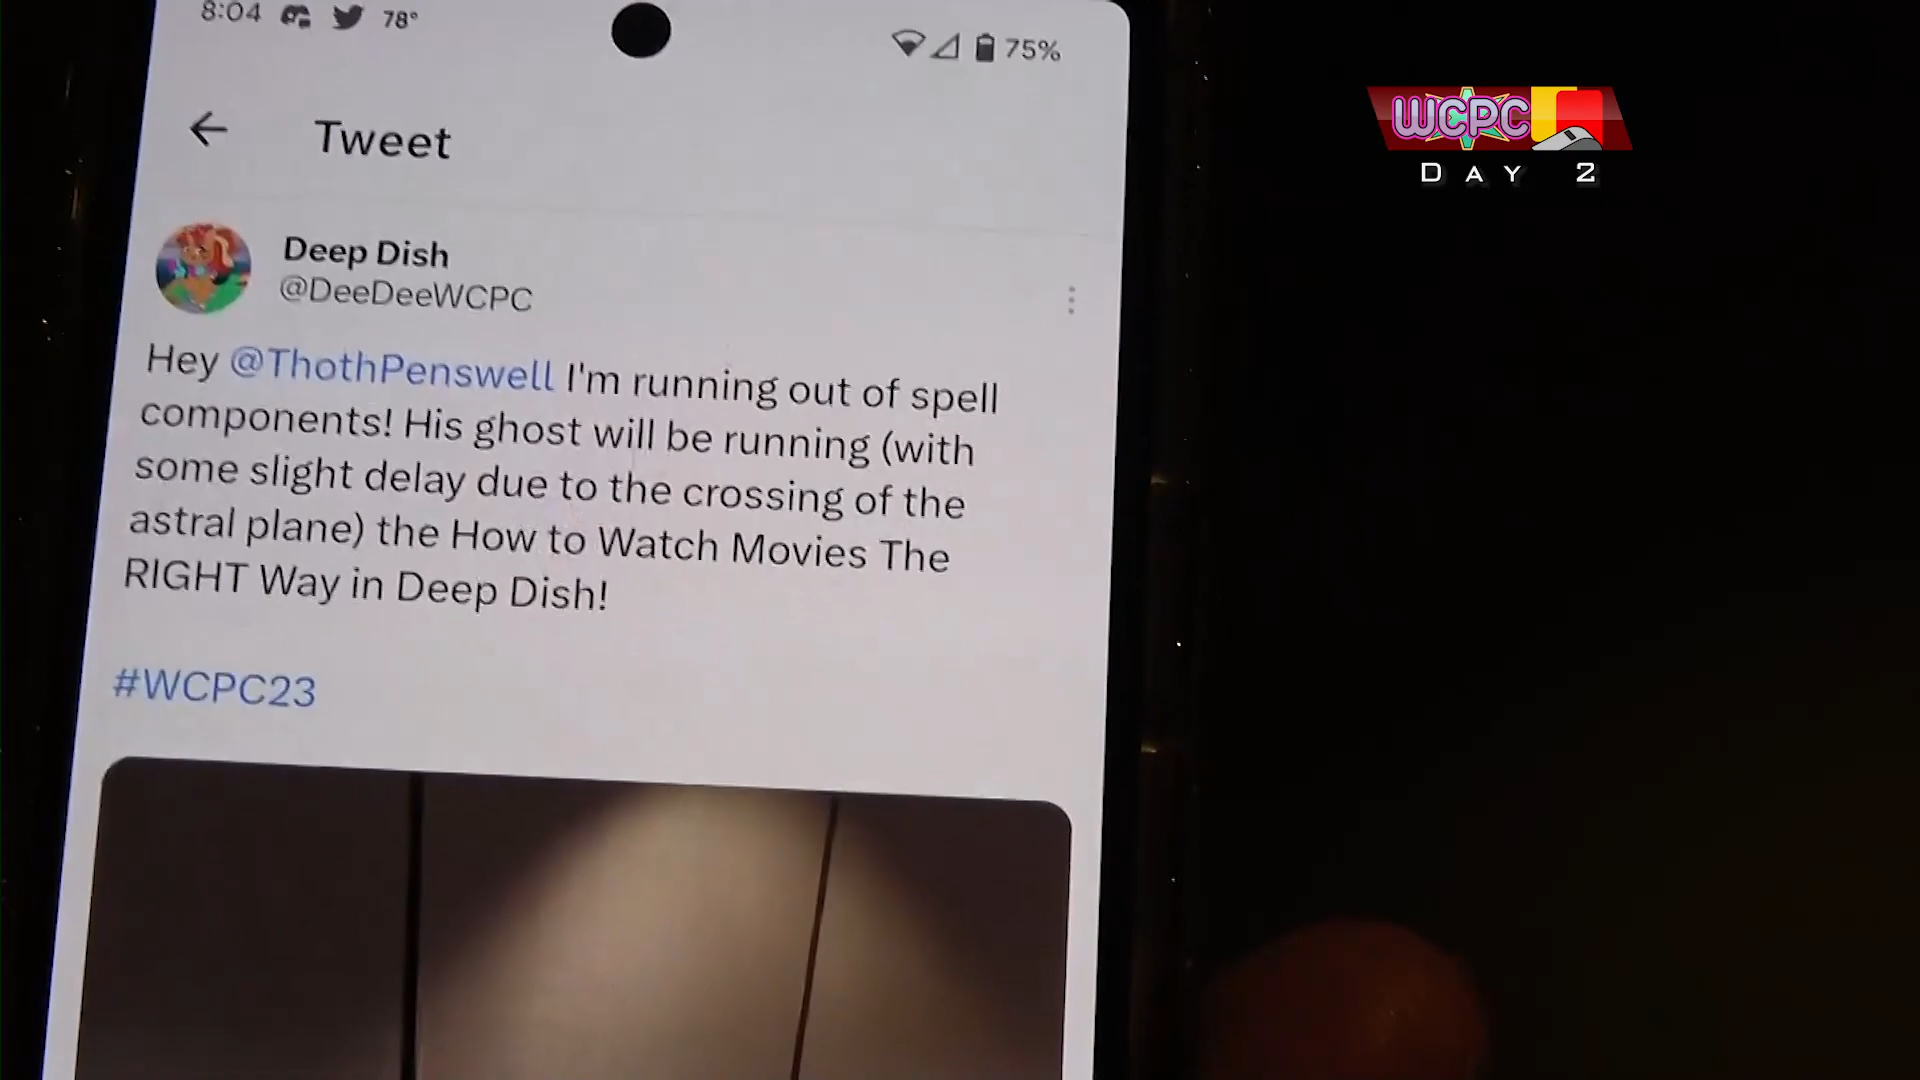 8:04 78° 75%
WCPC
Day 2
Tweet
Deep Dish
@DeeDeeWCPC
Hey @ThothPenswell I'm running out of spell
components! His ghost will be running (with
some slight delay due to the crossing of the
astral plane) the How to Watch Movies The
RIGHT Way in Deep Dish!
#WCPC23